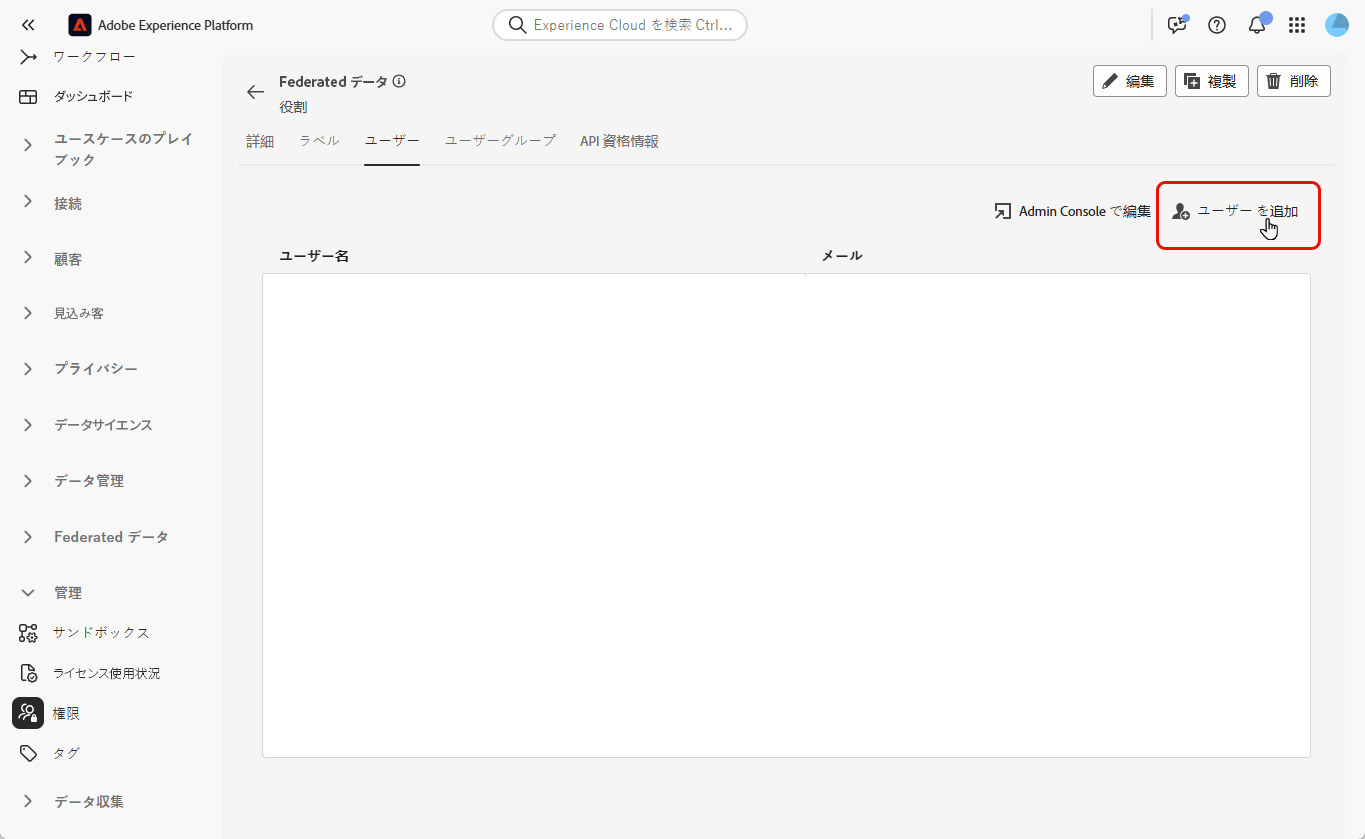 Adobe Experience Platform
Experience Cloud を検索 Ctrl...
ワークフロー
ダッシュボード
ユースケースのプレイ
ブック
接続
顧客
見込み客
プライバシー
データサイエンス
データ管理
Federated データ
管理
サンドボックス
ライセンス使用状況
権限
タグ
データ収集
Federated データ
役割
編集
複製
削除
詳細
ラベル
ユーザー
ユーザーグループ
API 資格情報
Admin Console で編集
ユーザー を追加
ユーザー名
メール